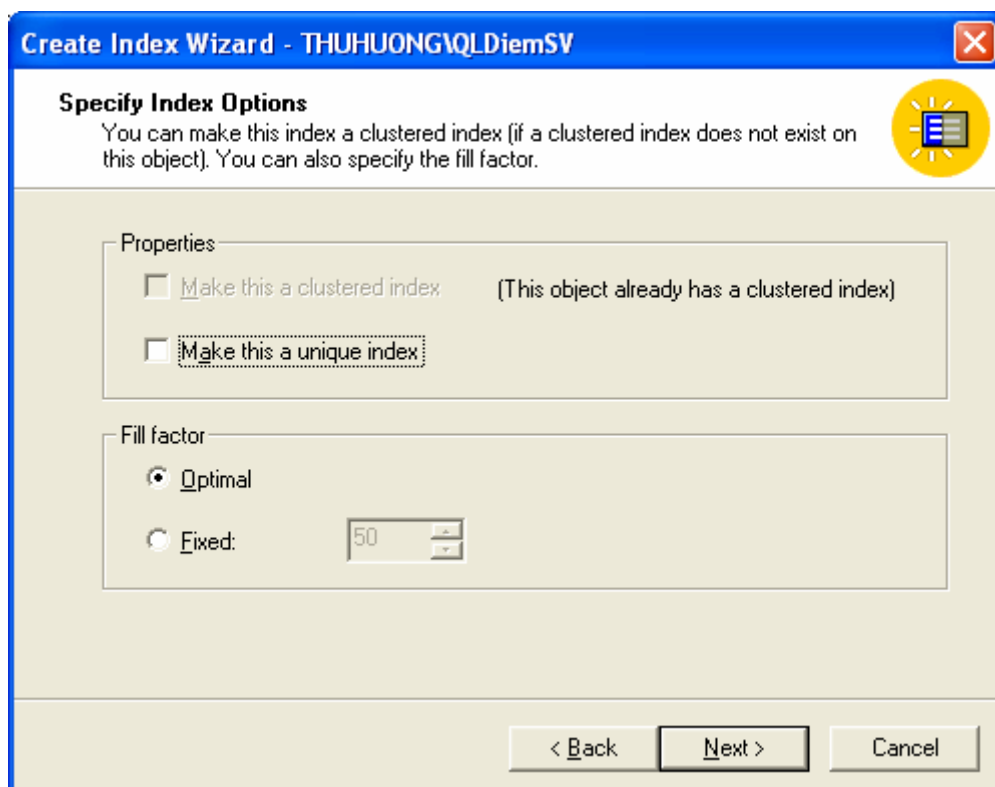 Create Index Wizard - THUHUONG\QLDiemSV
Specify Index Options
You can make this index a clustered index (if a clustered index does not exist on
this object). You can also specify the fill factor.
Properties
Make this a clustered index (This object already has a clustered index)
Make this a unique index
Fill factor
Optimal
Fixed: 50
< Back Next > Cancel